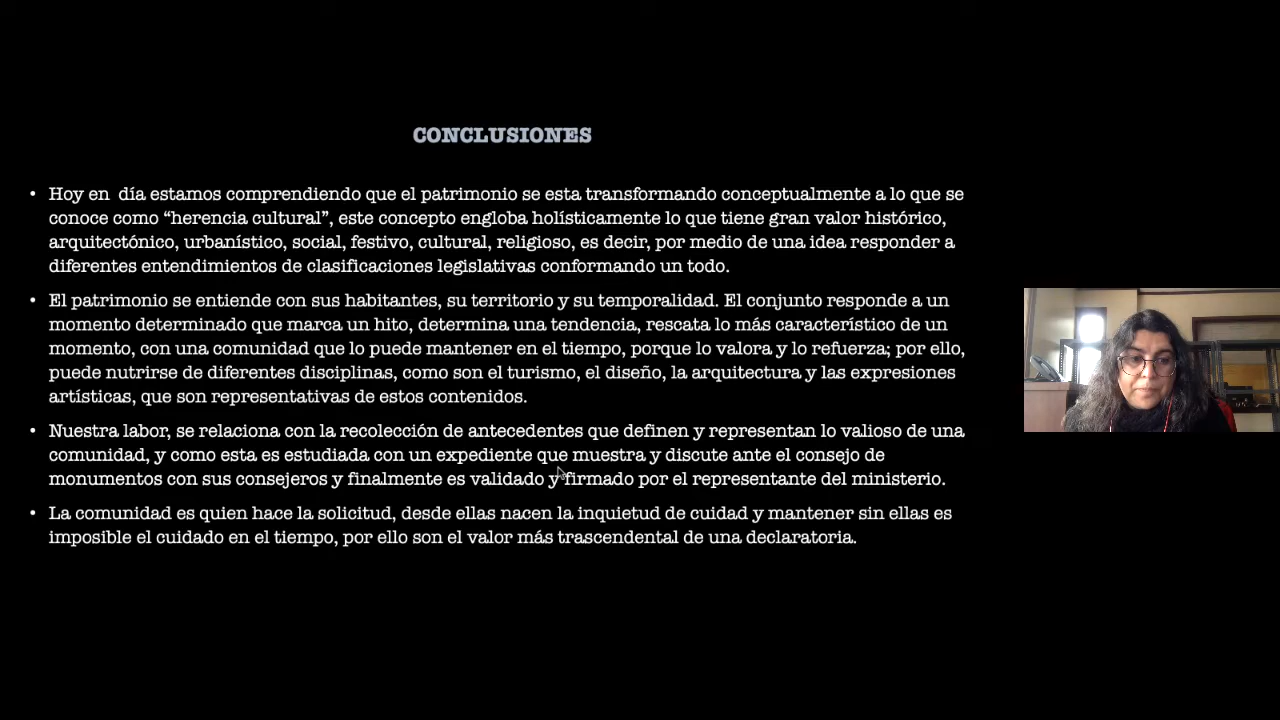 CONCLUSIONES
• Hoy en día estamos comprendiendo que el patrimonio se esta transformando conceptualmente a lo que se
conoce como “herencia cultural”, este concepto engloba holísticamente lo que tiene gran valor histórico,
arquitectónico, urbanístico, social, festivo, cultural, religioso, es decir, por medio de una idea responder a
diferentes entendimientos de clasificaciones legislativas conformando un todo.
• El patrimonio se entiende con sus habitantes, su territorio y su temporalidad. El conjunto responde a un
momento determinado que marca un hito, determina una tendencia, rescata lo más característico de un
momento, con una comunidad que lo puede mantener en el tiempo, porque lo valora y lo refuerza; por ello,
puede nutrirse de diferentes disciplinas, como son el turismo, el diseño, la arquitectura y las expresiones
artísticas, que son representativas de estos contenidos.
• Nuestra labor, se relaciona con la recolección de antecedentes que definen y representan lo valioso de una
comunidad, y como esta es estudiada con un expediente que muestra y discute ante el consejo de
monumentos con sus consejeros y finalmente es validado y firmado por el representante del ministerio.
• La comunidad es quien hace la solicitud, desde ellas nacen la inquietud de cuidad y mantener sin ellas es
imposible el cuidado en el tiempo, por ello son el valor más trascendental de una declaratoria.